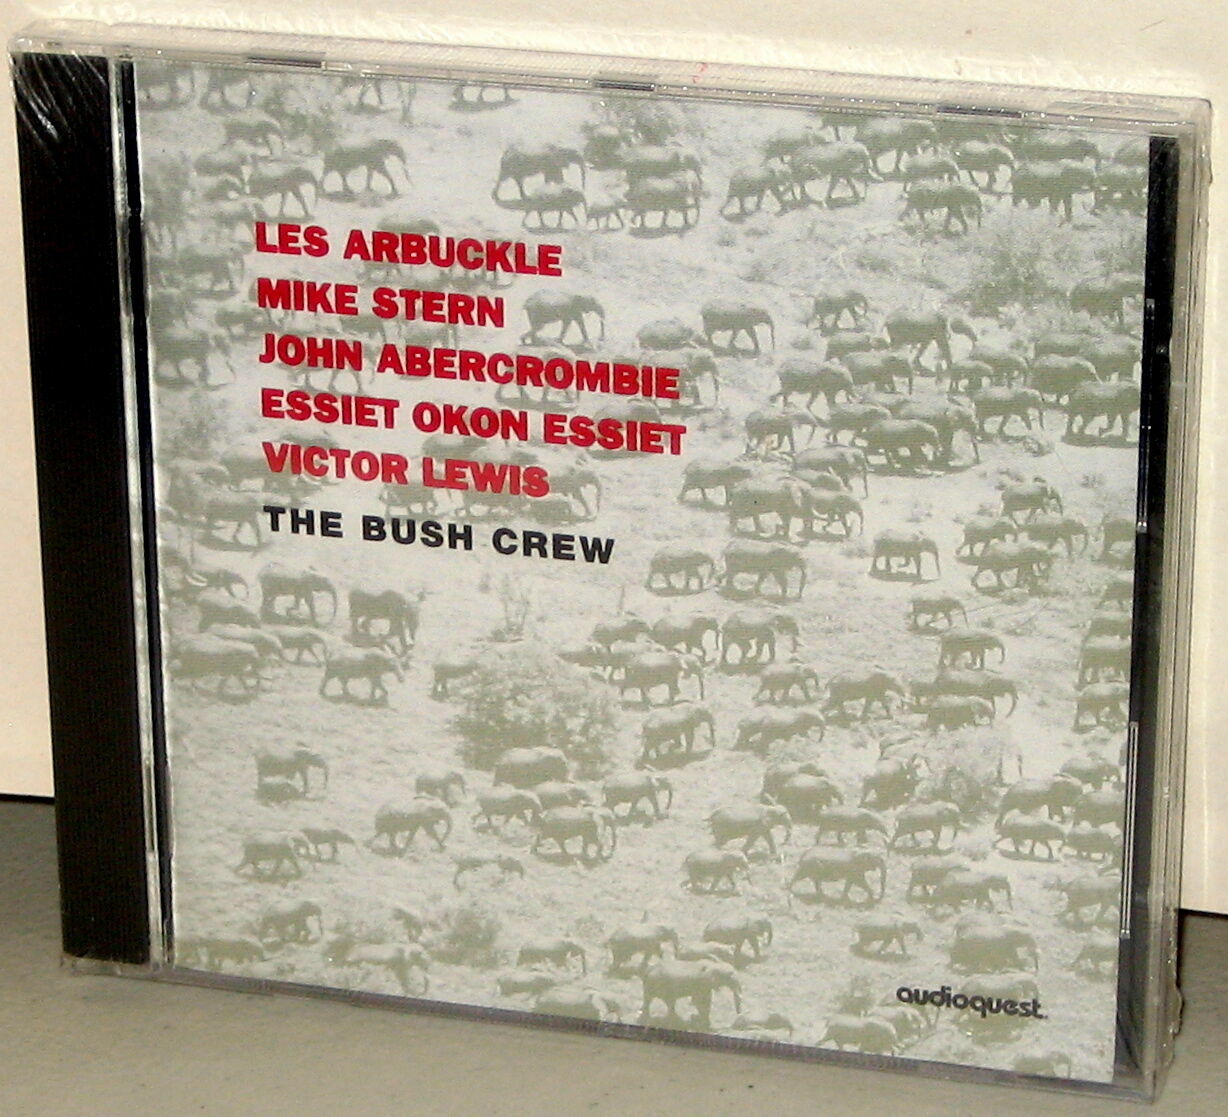 LES ARBUCKLE
MIKE STERN
JOHN ABERCROMBIE
ESSIET OKON ESSIET
VICTOR LEWIS
THE BUSH CREW
audioquest